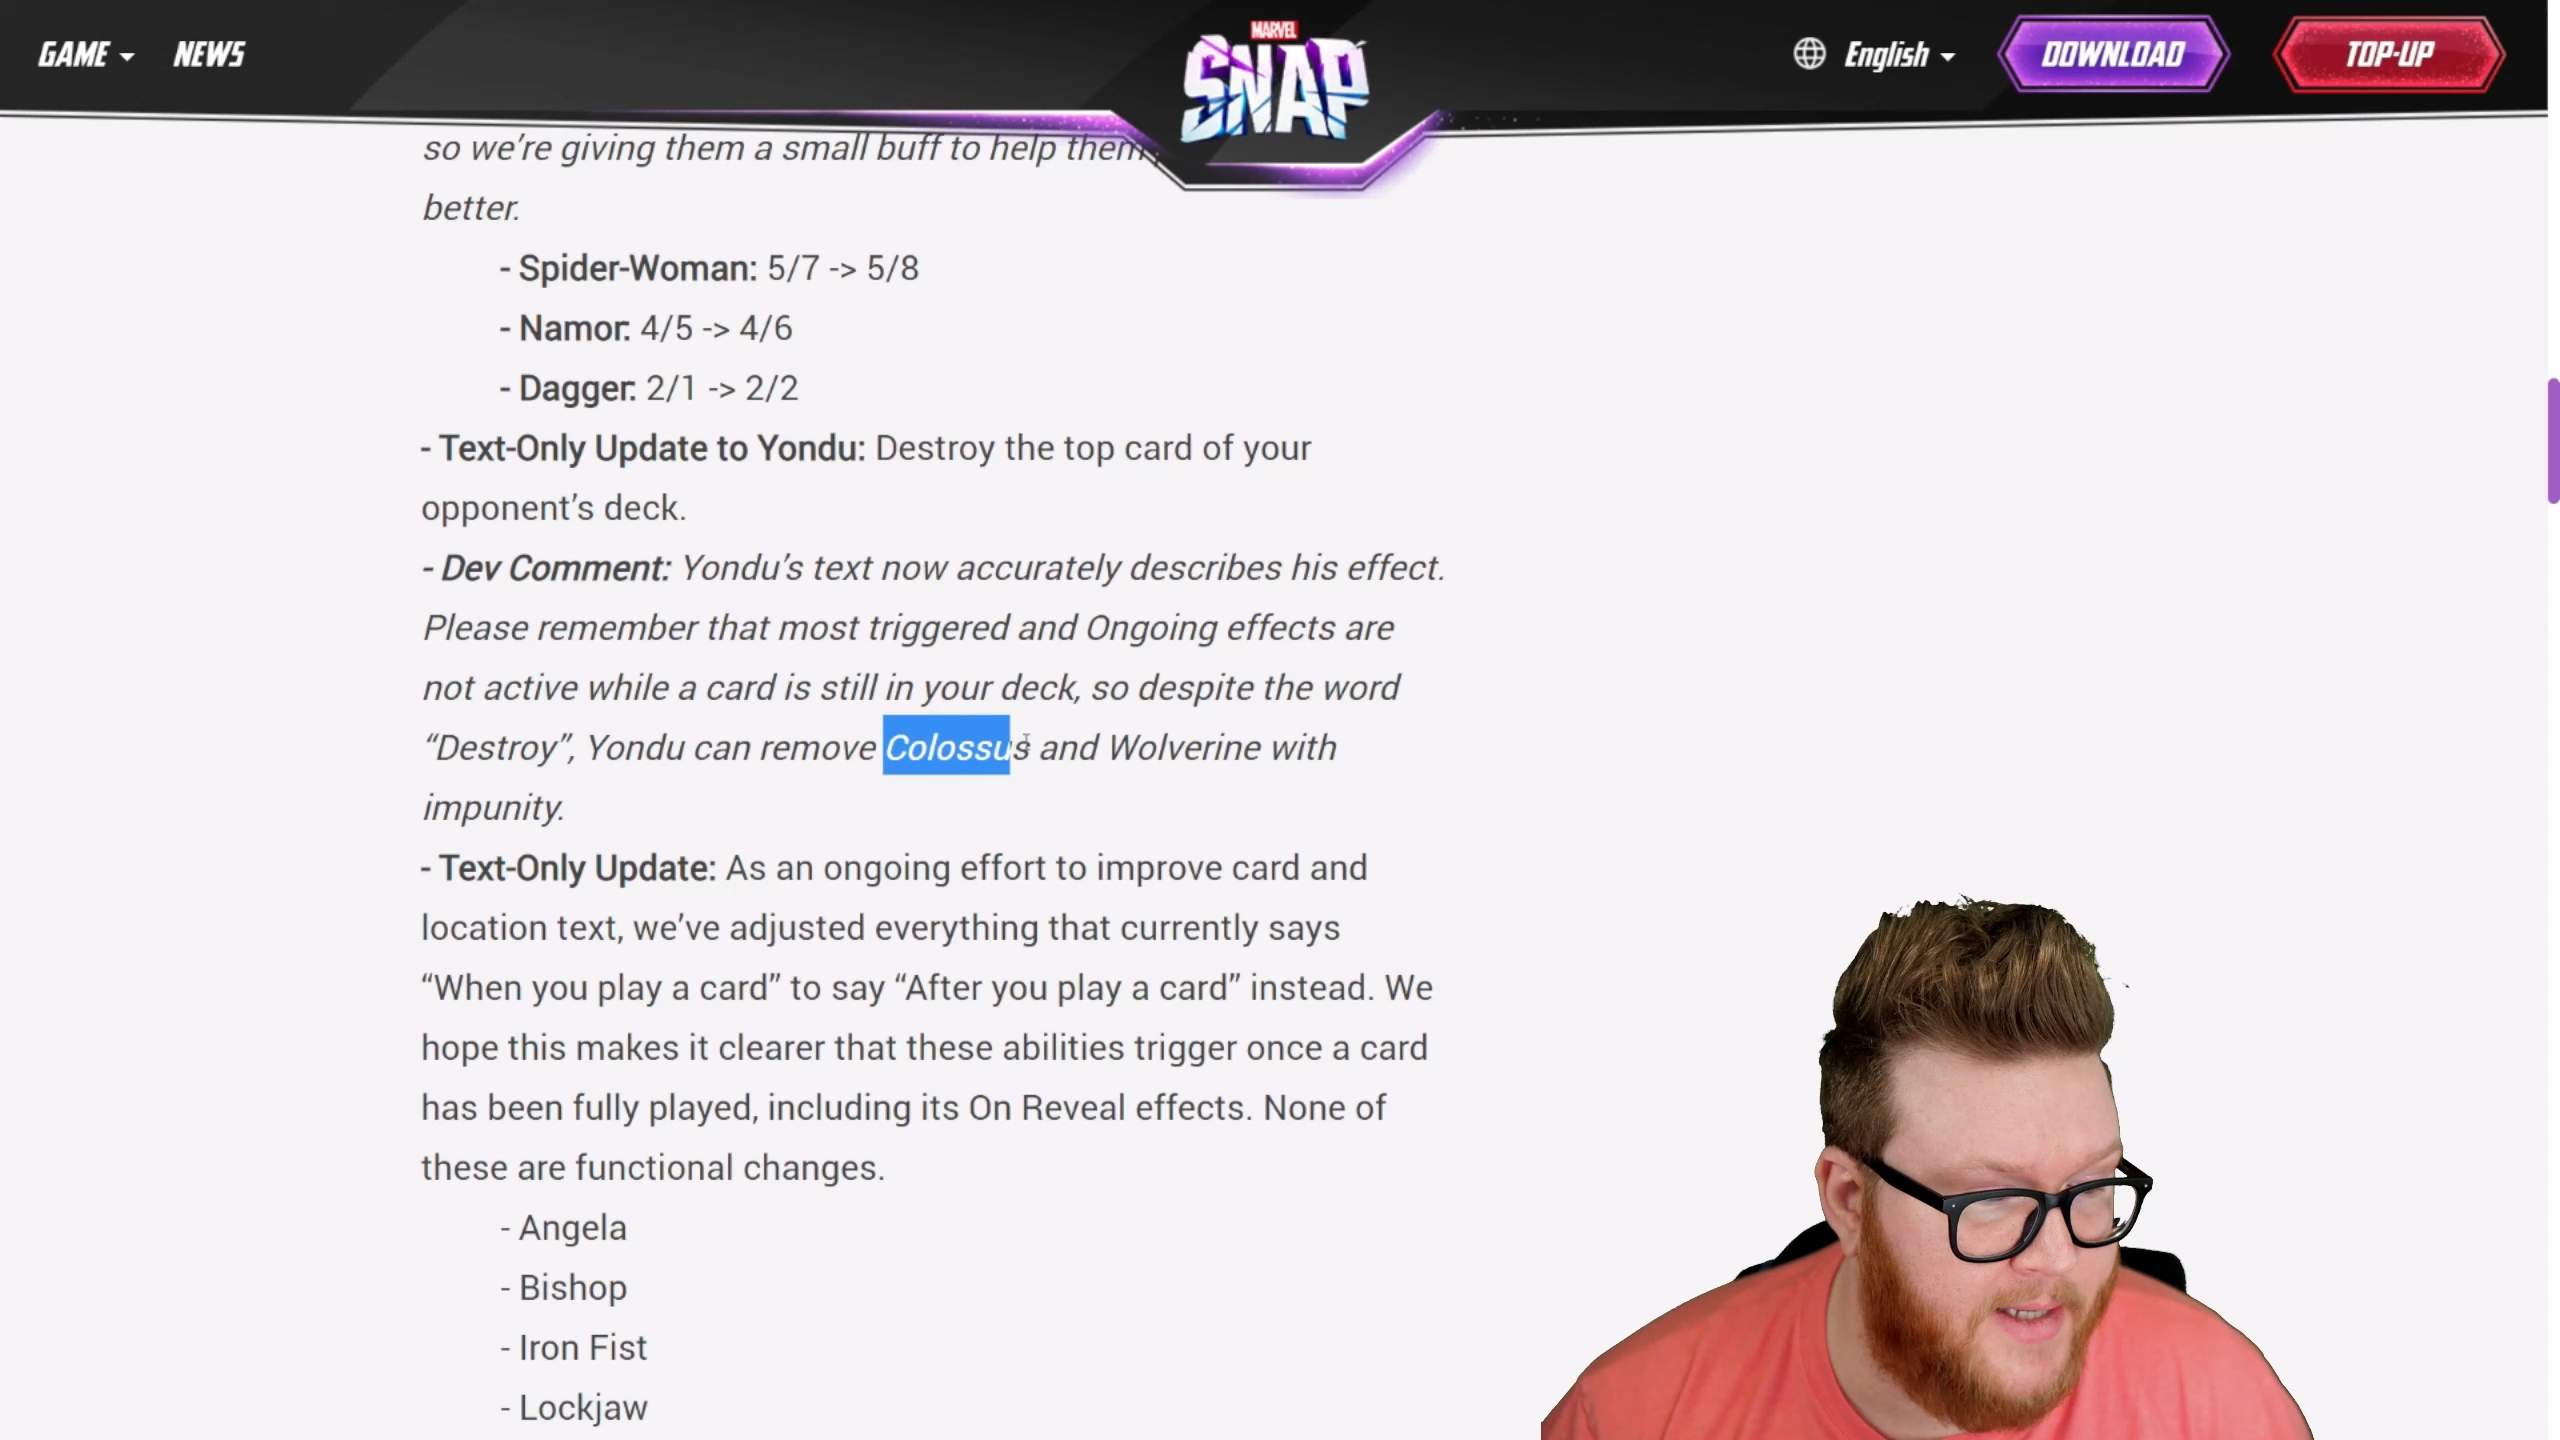 GAME NEWS
MARVEL
SNAP
English
DOWNLOAD
TOP-UP
so we're giving them a small buff to help them
better.
- Spider-Woman: 5/7 -> 5/8
- Namor: 4/5 -> 4/6
- Dagger: 2/1 -> 2/2
- Text-Only Update to Yondu: Destroy the top card of your
opponent's deck.
- Dev Comment: Yondu's text now accurately describes his effect.
Please remember that most triggered and Ongoing effects are
not active while a card is still in your deck, so despite the word
“Destroy”, Yondu can remove Colossus and Wolverine with
impunity.
- Text-Only Update: As an ongoing effort to improve card and
location text, we've adjusted everything that currently says
“When you play a card” to say “After you play a card” instead. We
hope this makes it clearer that these abilities trigger once a card
has been fully played, including its On Reveal effects. None of
these are functional changes.
- Angela
- Bishop
- Iron Fist
- Lockjaw